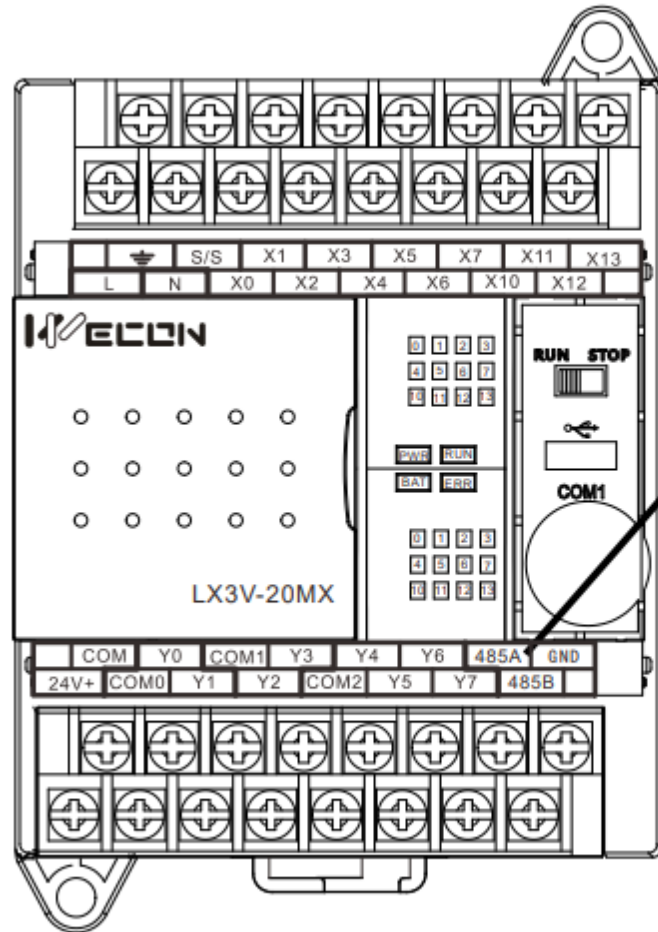 S/S X1 X3 X5 X7 X11 X13
L N X0 X2 X4 X6 X10 X12
WECON
0 1 2 3
4 5 6 7
10 11 12 13
RUN STOP
PWR RUN
BAT ERR
COM1
0 1 2 3
4 5 6 7
10 11 12 13
LX3V-20MX
COM Y0 COM1 Y3 Y4 Y6 485A GND
24V+ COM0 Y1 Y2 COM2 Y5 Y7 485B